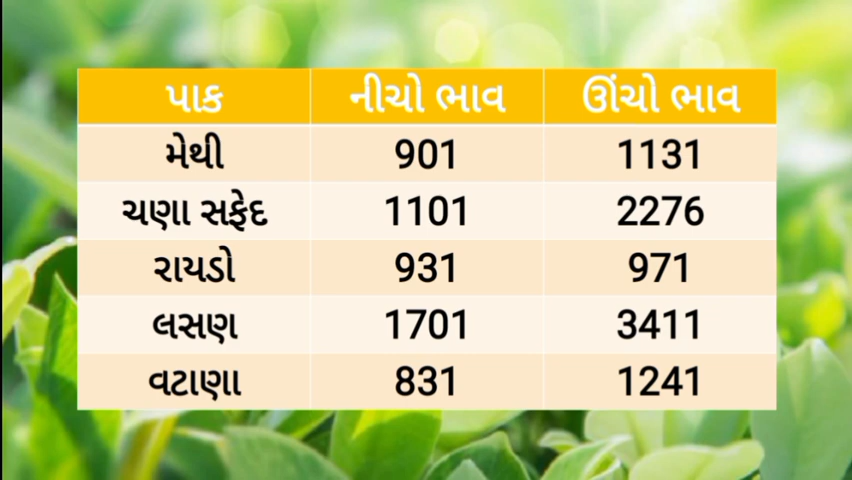 પાક નીચો ભાવ ઊંચો ભાવ
મેથી 901 1131
ચણા સફેદ 1101 2276
રાયડો 931 971
લસણ 1701 3411
વટાણા 831 1241